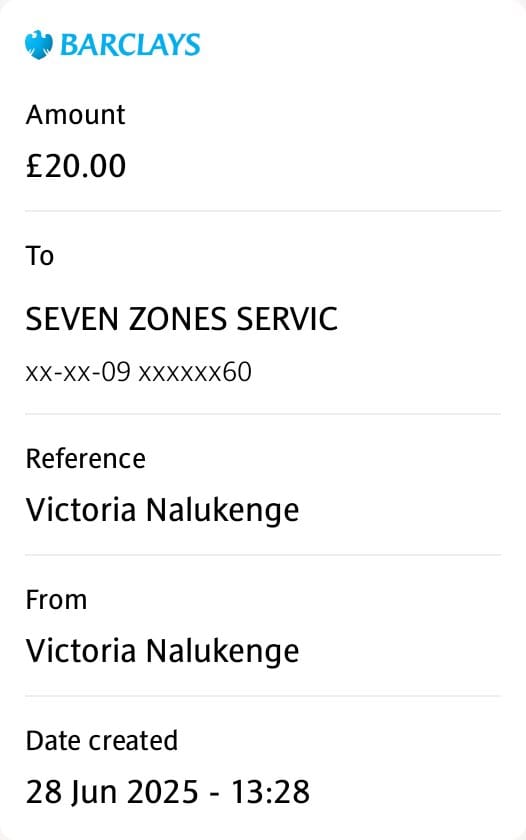 BARCLAYS
Amount
£20.00
To
SEVEN ZONES SERVIC
xx-xx-09 xxxxxx60
Reference
Victoria Nalukenge
From
Victoria Nalukenge
Date created
28 Jun 2025 - 13:28